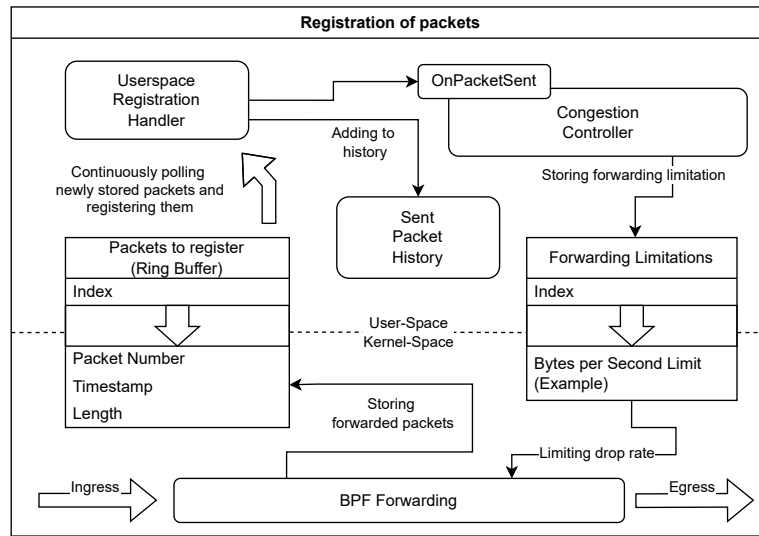 Registration of packets
Userspace
Registration
Handler
OnPacketSent
Congestion
Controller
Adding to
history
Storing forwarding limitation
Continuously polling
newly stored packets and
registering them
Sent
Packet
History
Packets to register
(Ring Buffer)
Index
Forwarding Limitations
Index
User-Space
Kernel-Space
Packet Number
Timestamp
Length
Bytes per Second Limit
(Example)
Storing
forwarded packets
Limiting drop rate
Ingress
BPF Forwarding
Egress